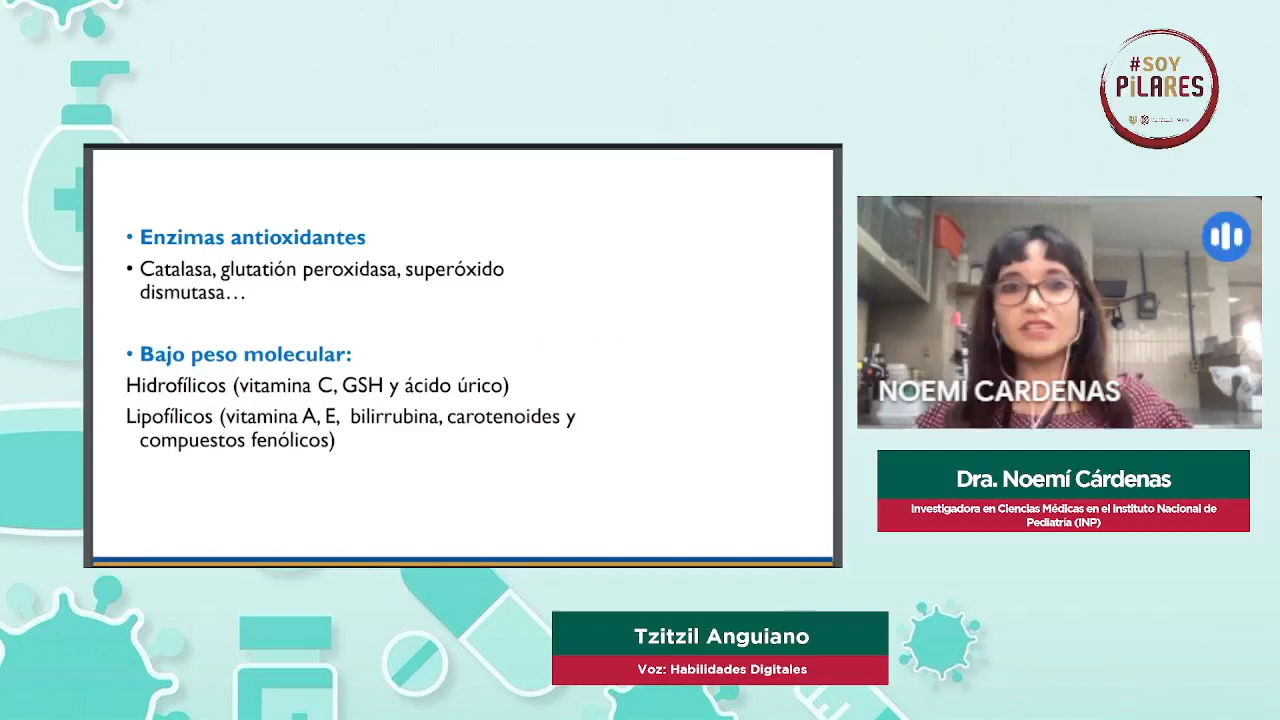 #SOY
PiLARES
• Enzimas antioxidantes
• Catalasa, glutatión peroxidasa, superóxido
dismutasa…
• Bajo peso molecular:
Hidrofílicos (vitamina C, GSH y ácido úrico)
Lipofílicos (vitamina A, E, bilirrubina, carotenoides y
compuestos fenólicos)
NOEMI CARDENAS
Dra. Noemí Cárdenas
Investigadora en Ciencias Médicas en el Instituto Nacional de
Pediatría (INP)
Tzitzil Anguiano
Voz: Habilidades Digitales